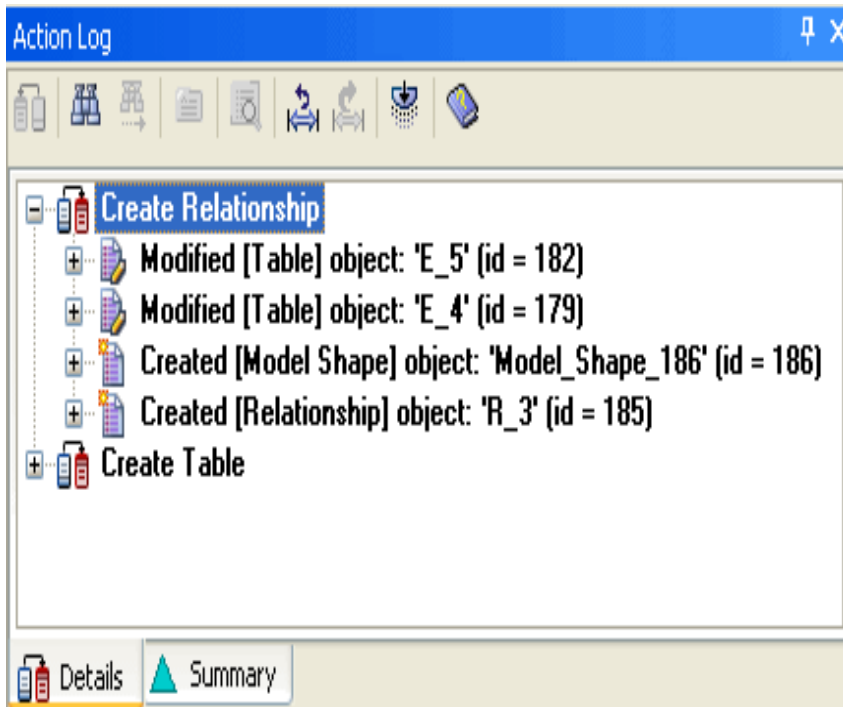 Action Log
Create Relationship
Modified [Table] object: 'E_5' (id = 182)
Modified [Table] object: 'E_4' (id = 179)
Created [Model Shape] object: 'Model_Shape_186' (id = 186)
Created [Relationship] object: 'R_3' (id = 185)
Create Table
Details Summary